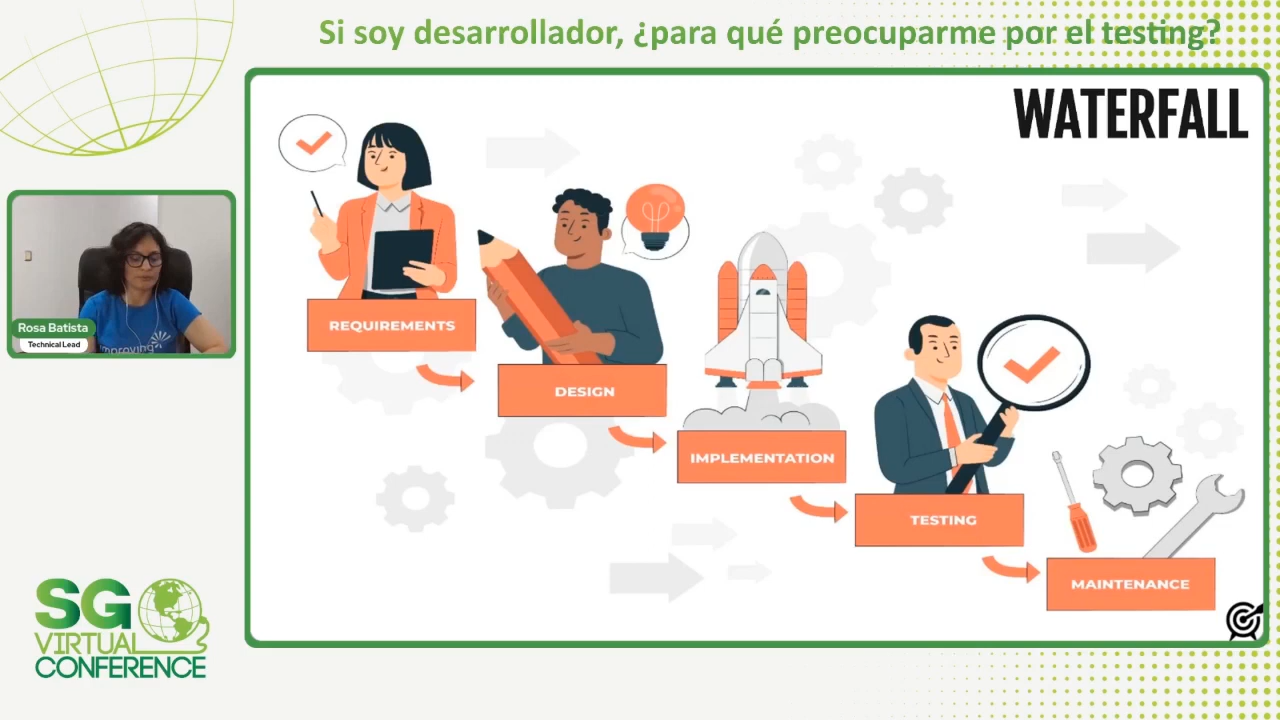 Si soy desarrollador, ¿para qué preocuparme por el testing?
WATERFALL
REQUIREMENTS
DESIGN
IMPLEMENTATION
TESTING
MAINTENANCE
improving
Rosa Batista
Technical Lead
SG
VIRTUAL
CONFERENCE